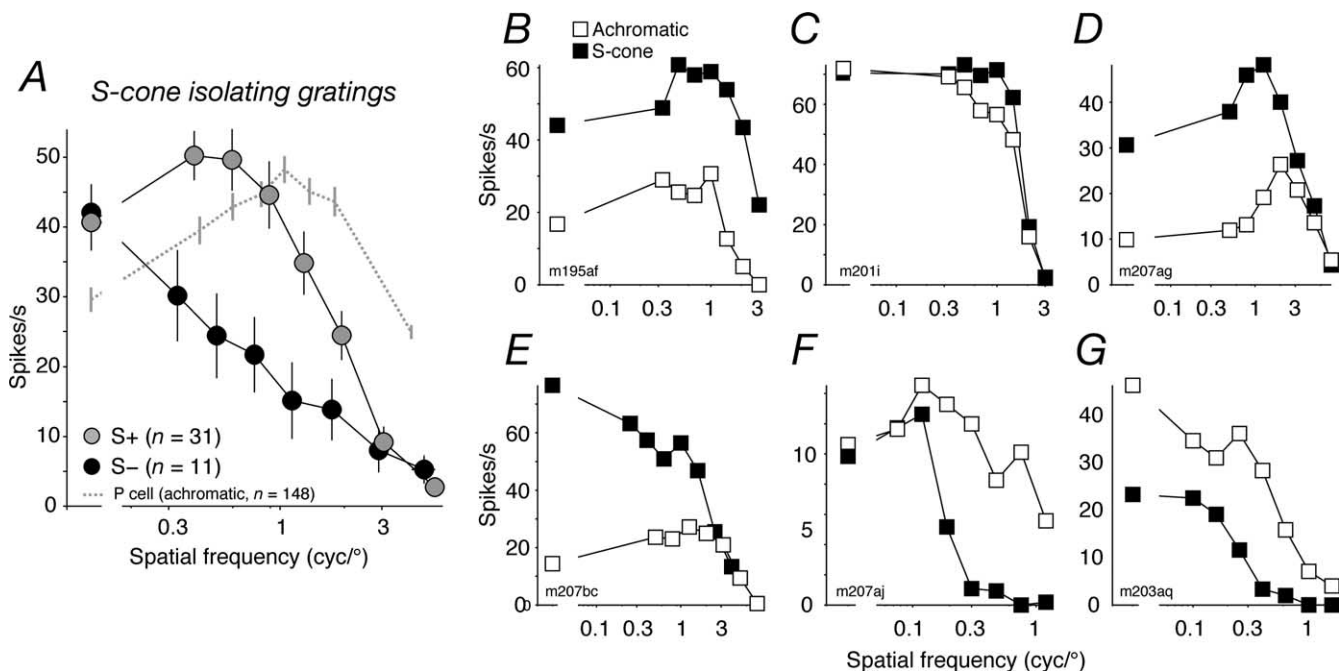 A
S-cone isolating gratings
Spikes/s
50
40
30
20
10
0
S+ (n = 31)
S− (n = 11)
P cell (achromatic, n = 148)
0.3
1
3
Spatial frequency (cyc/°)
B
Achromatic
S-cone
Spikes/s
60
40
20
0
m195af
0.1
0.3
1
3
C
60
40
20
0
m201i
0.1
0.3
1
3
D
40
30
20
10
0
m207ag
0.1
0.3
1
3
E
Spikes/s
80
60
40
20
0
0
m207bc
0.1
0.3
1
3
F
10
5
0
m207aj
0.1
0.3
1
Spatial frequency (cyc/°)
G
40
30
20
10
0
m203aq
0.1
0.3
1